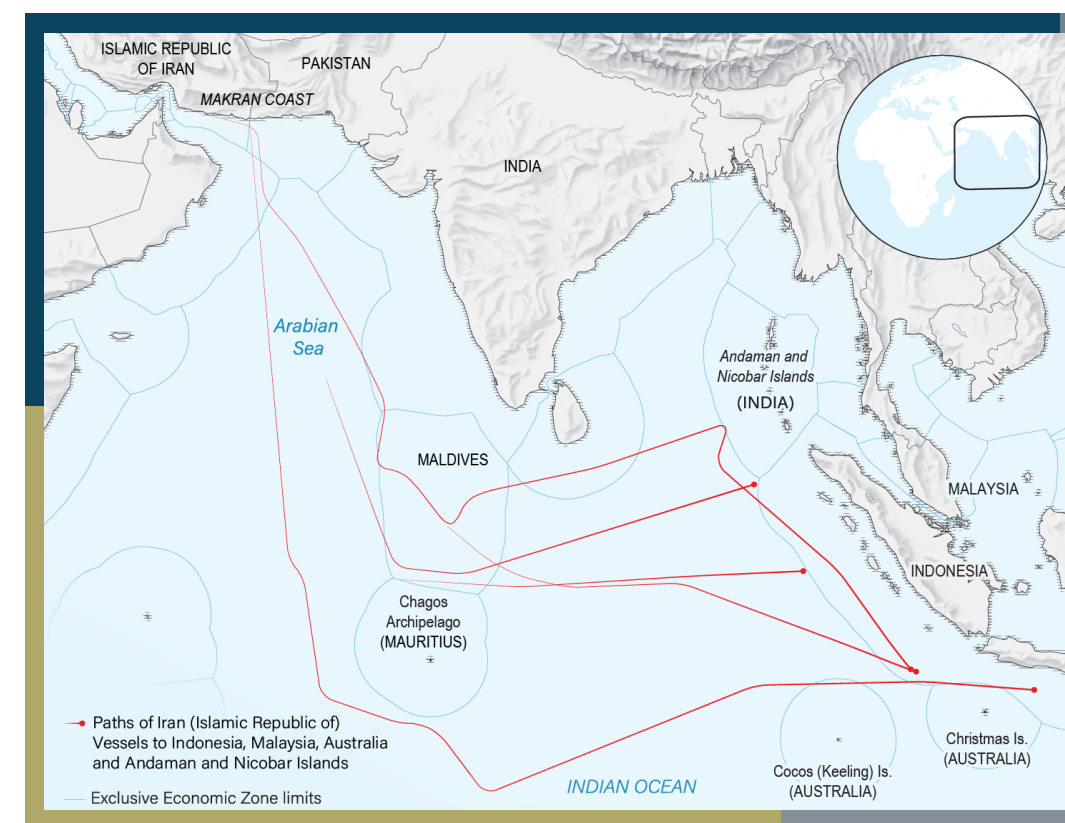 ISLAMIC REPUBLIC
OF IRAN
PAKISTAN
MAKRAN COAST
INDIA
Arabian
Sea
Andaman and
Nicobar Islands
(INDIA)
MALDIVES
MALAYSIA
INDONESIA
Chagos
Archipelago
(MAURITIUS)
Paths of Iran (Islamic Republic of)
Vessels to Indonesia, Malaysia, Australia
and Andaman and Nicobar Islands
Exclusive Economic Zone limits
INDIAN OCEAN
Cocos (Keeling) Is.
(AUSTRALIA)
Christmas Is.
(AUSTRALIA)